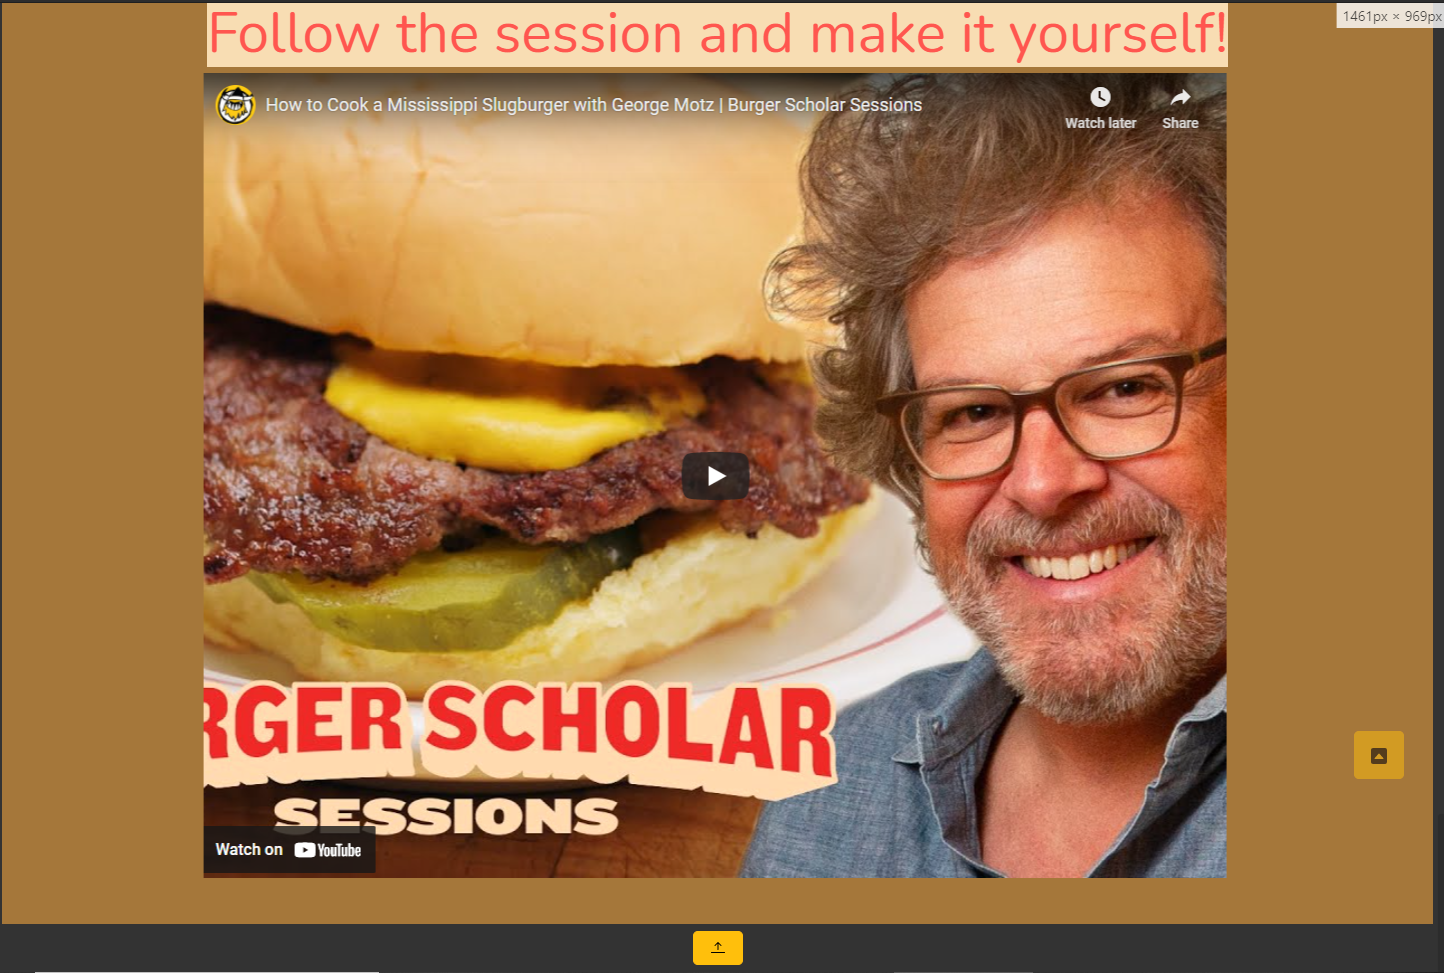 Follow the session and make it yourself!
1461px × 969px
How to Cook a Mississippi Slugburger with George Motz | Burger Scholar Sessions
Watch later
Share
RGER SCHOLAR
SESSIONS
Watch on YouTube